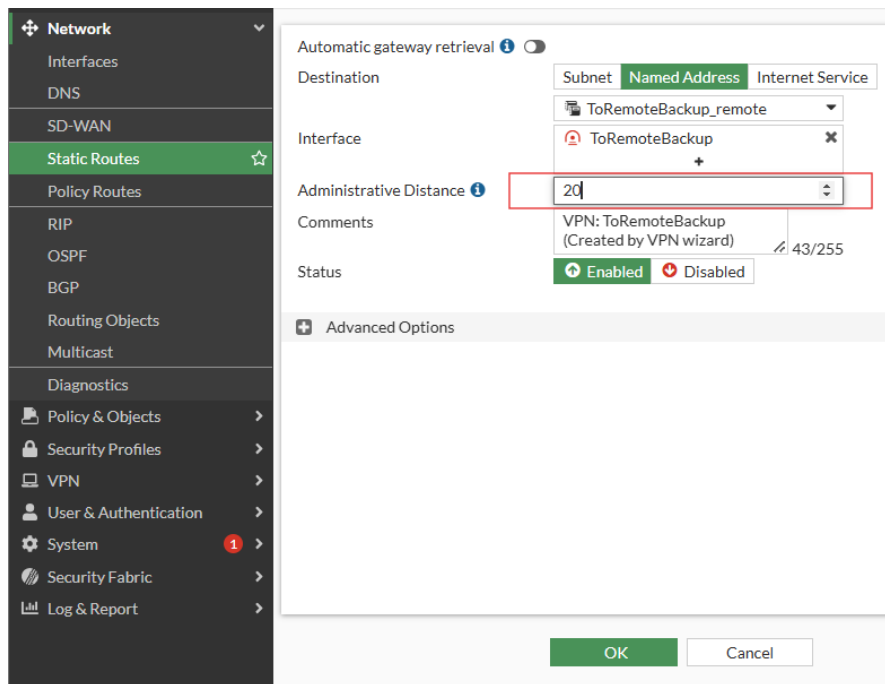 Network
Interfaces
DNS
SD-WAN
Static Routes
Policy Routes
RIP
OSPF
BGP
Routing Objects
Multicast
Diagnostics
Policy & Objects
Security Profiles
VPN
User & Authentication
System 1
Security Fabric
Log & Report
Automatic gateway retrieval
Destination Subnet Named Address Internet Service
ToRemoteBackup_remote
Interface ToRemoteBackup
+
Administrative Distance 20
Comments VPN: ToRemoteBackup
(Created by VPN wizard) 43/255
Status Enabled Disabled
Advanced Options
OK Cancel